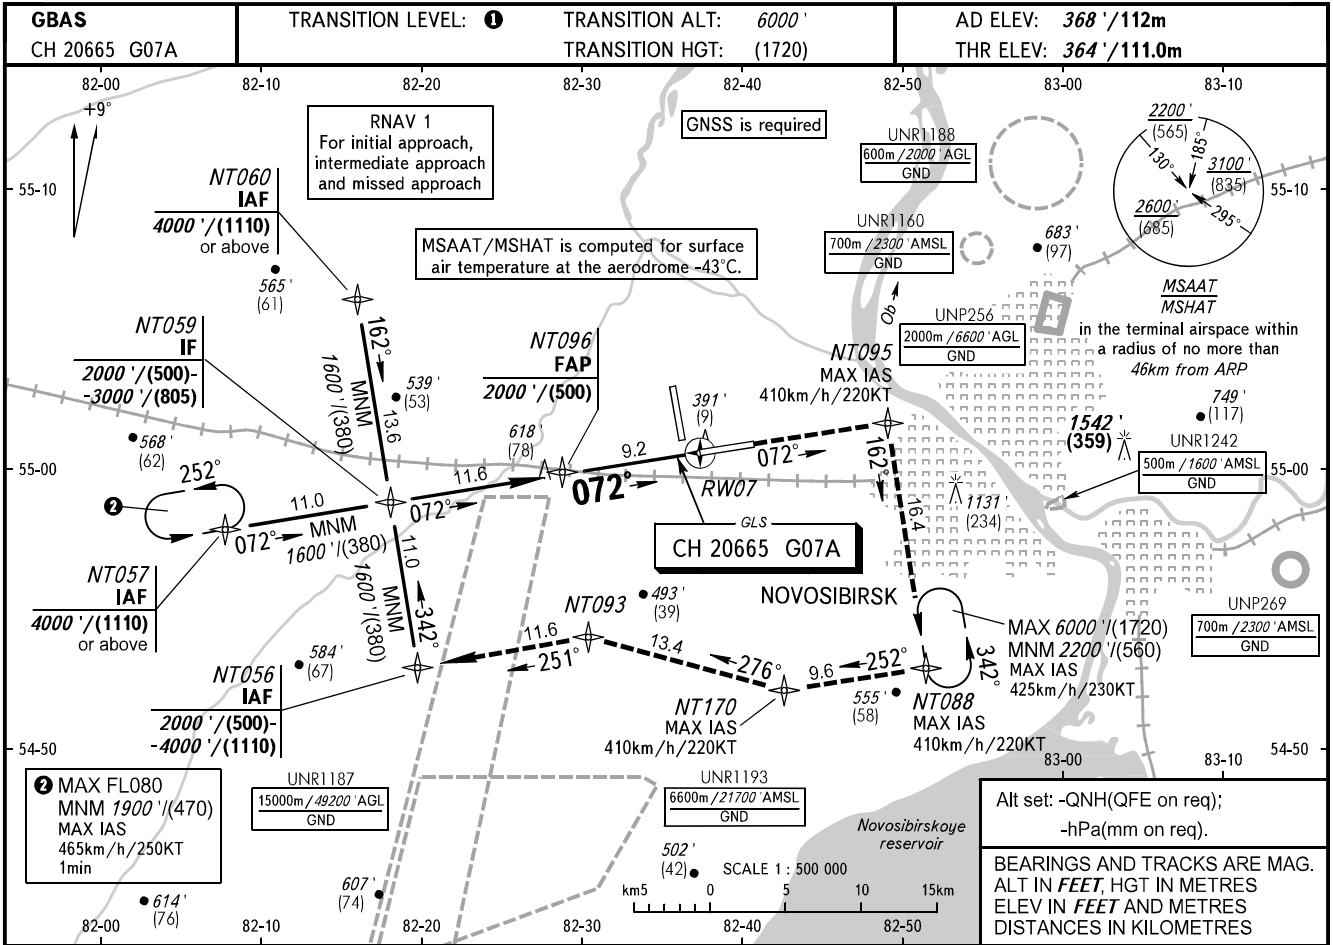 GBAS
CH 20665 G07A
TRANSITION LEVEL: ❶
TRANSITION ALT: 6000 '
TRANSITION HGT: (1720)
AD ELEV: 368 '/112m
THR ELEV: 364 '/111.0m
82-00
82-10
82-20
82-30
82-40
82-50
83-00
83-10
+9°
RNAV 1
For initial approach,
intermediate approach
and missed approach
GNSS is required
UNR1188
600m/2000 'AGL
GND
2200 '
(565)
185°
130°
3100 '
(835)
2600 '
(685)
295°
55-10
55-10
NT060
IAF
4000 '/(1110)
or above
565 '
(61)
MSAAT/MSHAT is computed for surface
air temperature at the aerodrome -43°C.
UNR1160
700m/2300 'AMSL
GND
683 '
(97)
MSAAT
MSHAT
in the terminal airspace within
a radius of no more than
46km from ARP
Ob
UNP256
2000m/6600 'AGL
GND
NT059
IF
2000 '/(500)-
-3000 '/(805)
162°
MNM
1600 '/(380)
13.6
539 '
(53)
NT096
FAP
2000 '/(500)
NT095
MAX IAS
410km/h/220KT
391 '
(9)
749 '
(117)
1542 '
(359)
UNR1242
500m/1600 'AMSL
GND
568 '
(62)
618 '
(78)
55-00
55-00
252°
❷
11.0
072°
MNM
1600 '/(380)
11.6
072°
9.2
072°
072°
RW07
162°
16.4
1131 '
(234)
GLS
CH 20665 G07A
11.0
MNM
1600 '/(380)
342°
NT057
IAF
4000 '/(1110)
or above
493 '
(39)
NOVOSIBIRSK
NT093
UNP269
700m/2300 'AMSL
GND
11.6
251°
13.4
276°
9.6
252°
342°
MAX 6000 '/(1720)
MNM 2200 '/(560)
MAX IAS
425km/h/230KT
584 '
(67)
NT056
IAF
2000 '/(500)-
-4000 '/(1110)
NT170
MAX IAS
410km/h/220KT
555 '
(58)
NT088
MAX IAS
410km/h/220KT
54-50
54-50
83-00
83-10
❷ MAX FL080
MNM 1900 '/(470)
MAX IAS
465km/h/250KT
1min
UNR1187
15000m/49200 'AGL
GND
UNR1193
6600m/21700 'AMSL
GND
Novosibirskoye
reservoir
Alt set: -QNH(QFE on req);
-hPa(mm on req).
614 '
(76)
607 '
(74)
502 '
(42)
SCALE 1 : 500 000
km5
0
5
10
15km
BEARINGS AND TRACKS ARE MAG.
ALT IN FEET, HGT IN METRES
ELEV IN FEET AND METRES
DISTANCES IN KILOMETRES
82-00
82-10
82-20
82-30
82-40
82-50